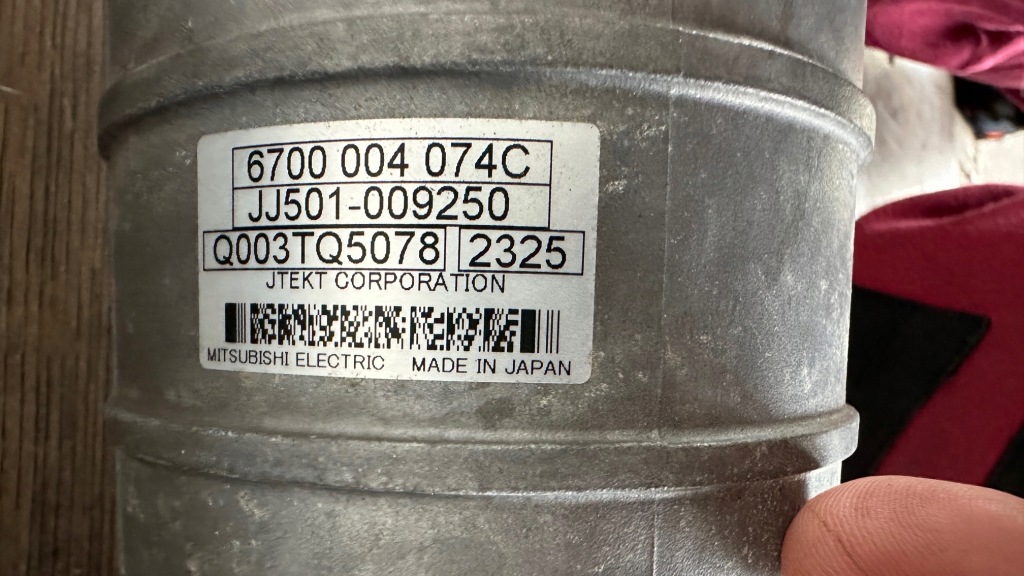 6700 004 074C
JJ501-009250
Q003TQ5078 2325
JTEKT CORPORATION
MITSUBISHI ELECTRIC MADE IN JAPAN